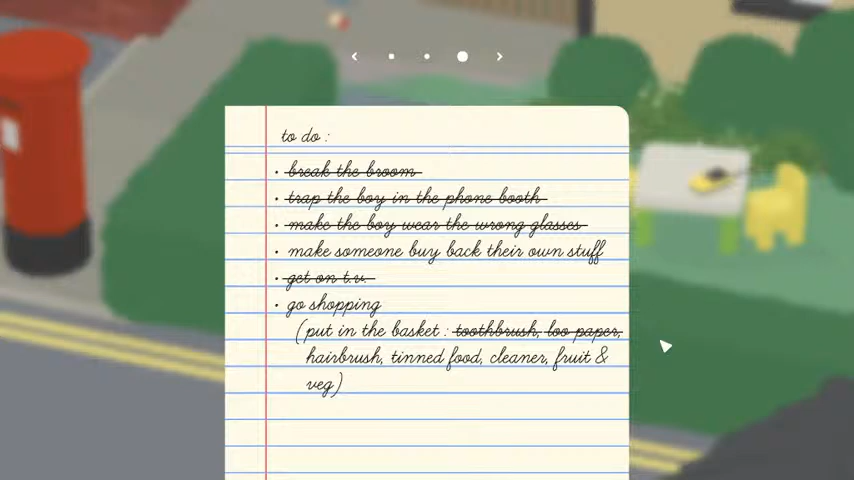 to do :
• break the broom
• trap the boy in the phone booth
• make the boy wear the wrong glasses
• make someone buy back their own stuff
• get on t.v.
• go shopping
(put in the basket : toothbrush, loo paper,
hairbrush, tinned food, cleaner, fruit &
veg)